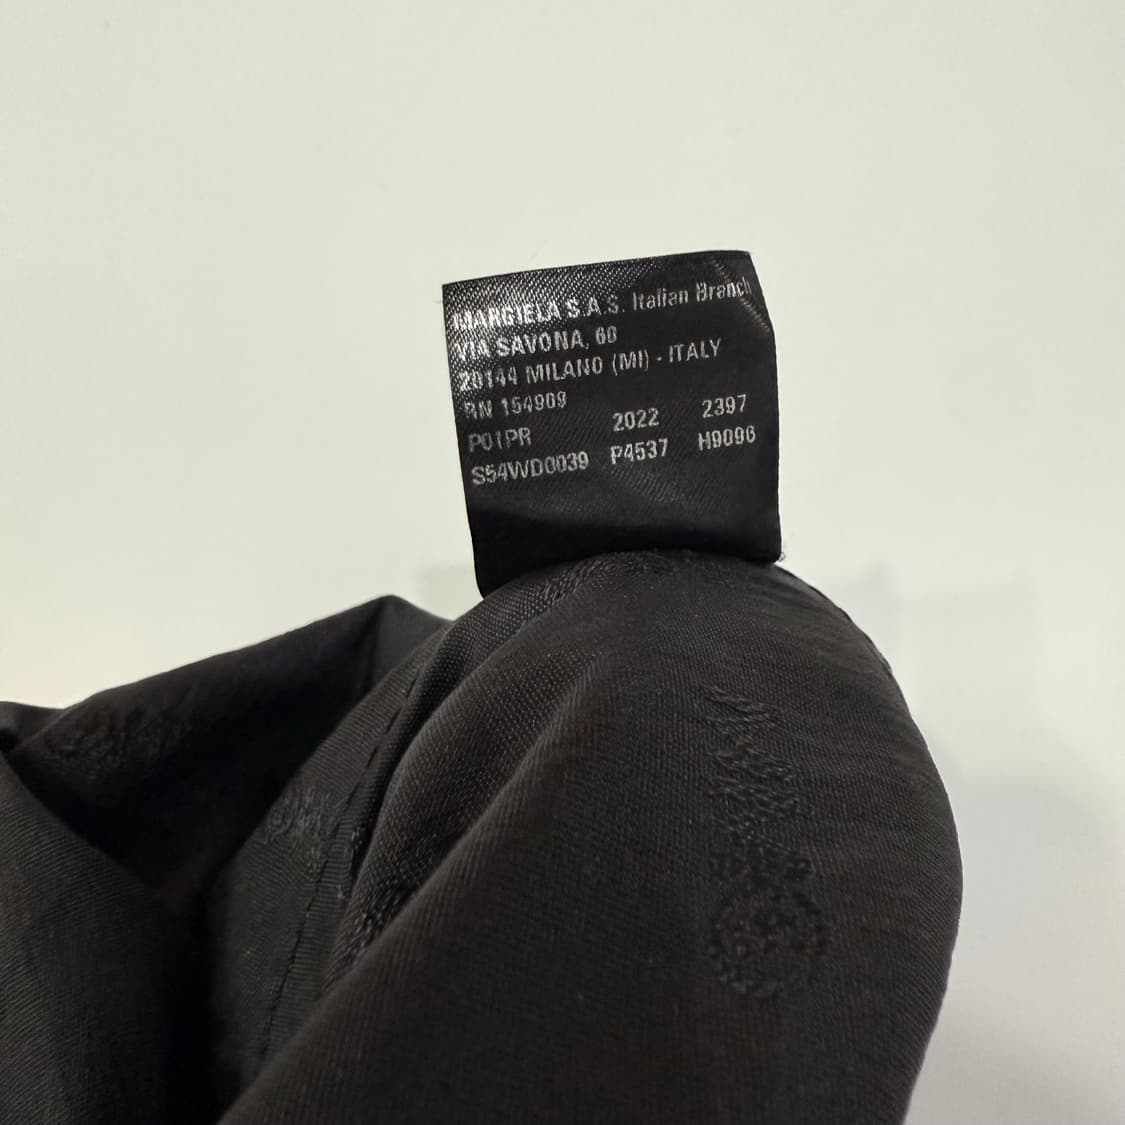 MARGIELA S.A.S. Italian Branch
VIA SAVONA, 60
20144 MILANO (MI) - ITALY
RN 154909
P01PR 2022 2397
S54WD0039 P4537 H9096